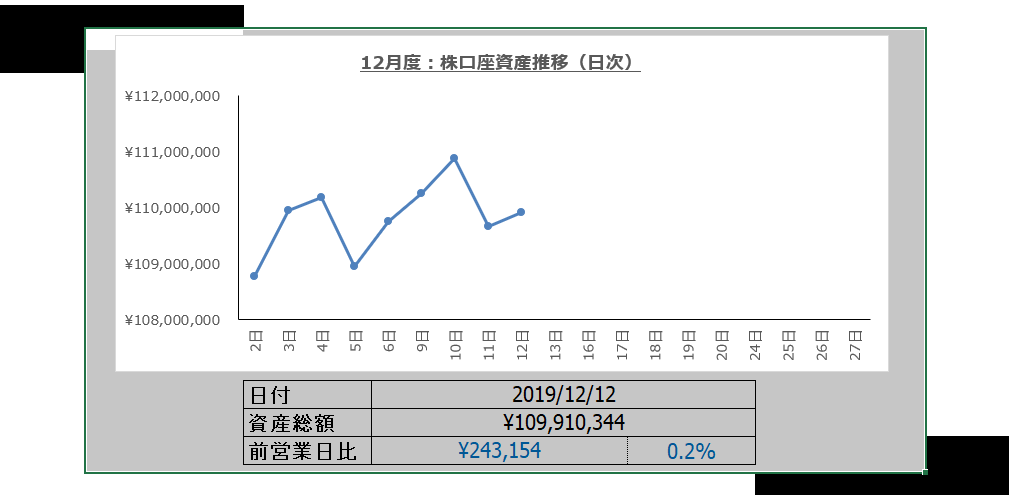 12月度：株口座資産推移（日次）
¥112,000,000
¥111,000,000
¥110,000,000
¥109,000,000
¥108,000,000
2日 3日 4日 5日 6日 9日 10日 11日 12日 13日 16日 17日 18日 19日 20日 24日 25日 26日 27日
日付 2019/12/12
資産総額 ¥109,910,344
前営業日比 ¥243,154 0.2%